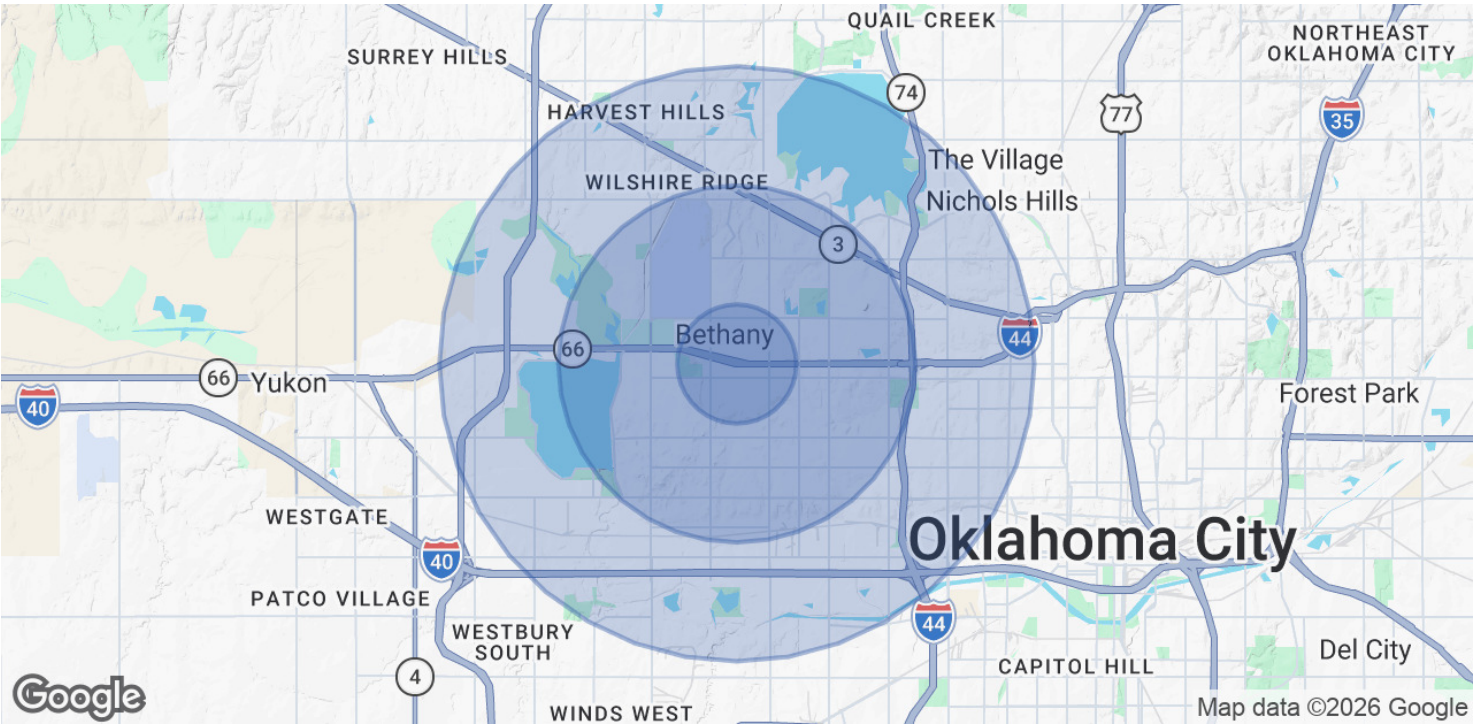 QUAIL CREEK
NORTHEAST
OKLAHOMA CITY
SURREY HILLS
74
HARVEST HILLS
77
35
The Village
WILSHIRE RIDGE
Nichols Hills
3
Bethany
44
66
66
Yukon
40
Forest Park
WESTGATE
Oklahoma City
40
PATCO VILLAGE
44
WESTBURY
SOUTH
Del City
CAPITOL HILL
4
Google
WINDS WEST
Map data ©2026 Google